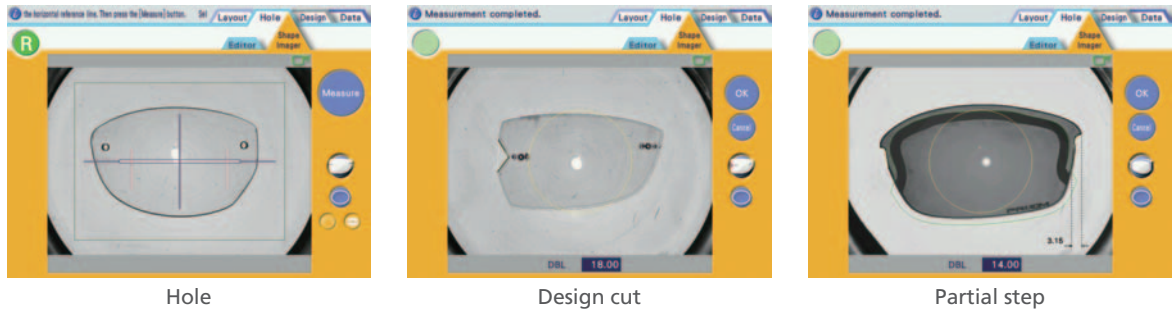 the horizontal reference line. Then press the [Measure] button. Set
Layout Hole Design Data
Editor Shape Imager
R
Measure
Hole
Measurement completed.
Layout Hole Design Data
Editor Shape Imager
OK
Cancel
DBL 18.00
Design cut
Measurement completed.
Layout Hole Design Data
Editor Shape Imager
OK
Cancel
3.15
DBL 14.00
Partial step